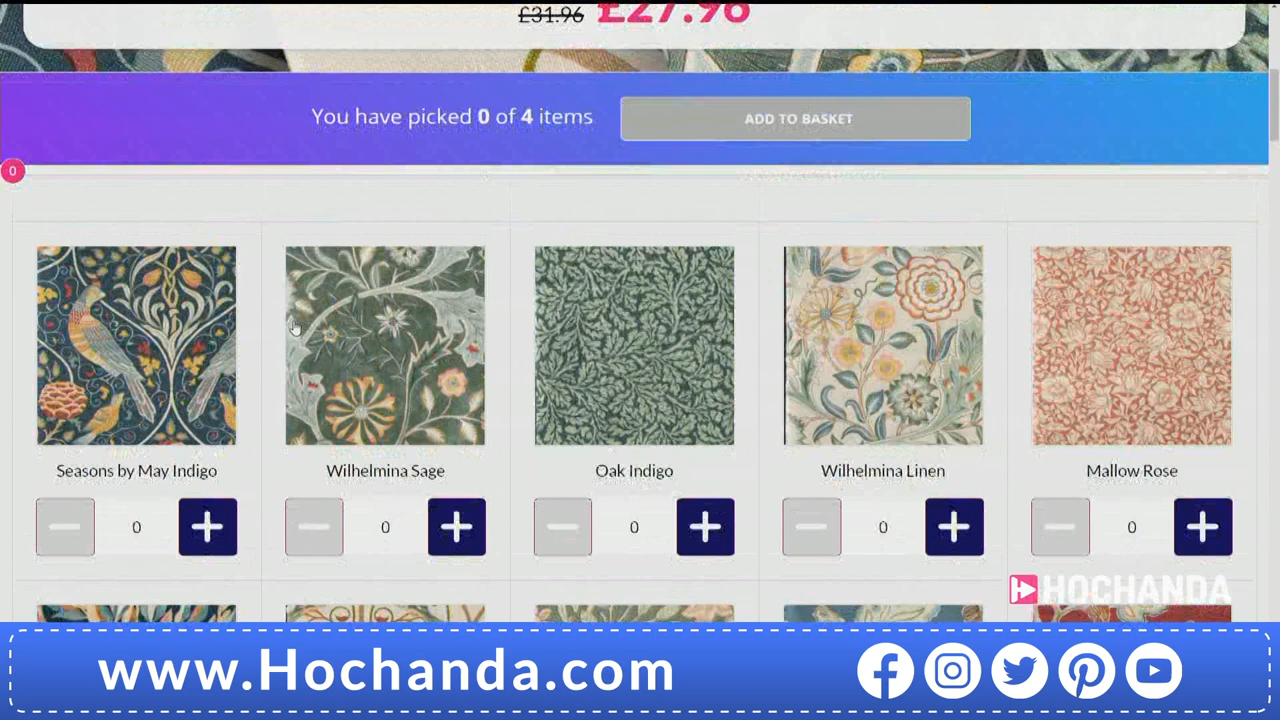 £31.96 £27.96
You have picked 0 of 4 items
ADD TO BASKET
0
Seasons by May Indigo
Wilhelmina Sage
Oak Indigo
Wilhelmina Linen
Mallow Rose
0
0
0
0
0
HOCHANDA
www.Hochanda.com